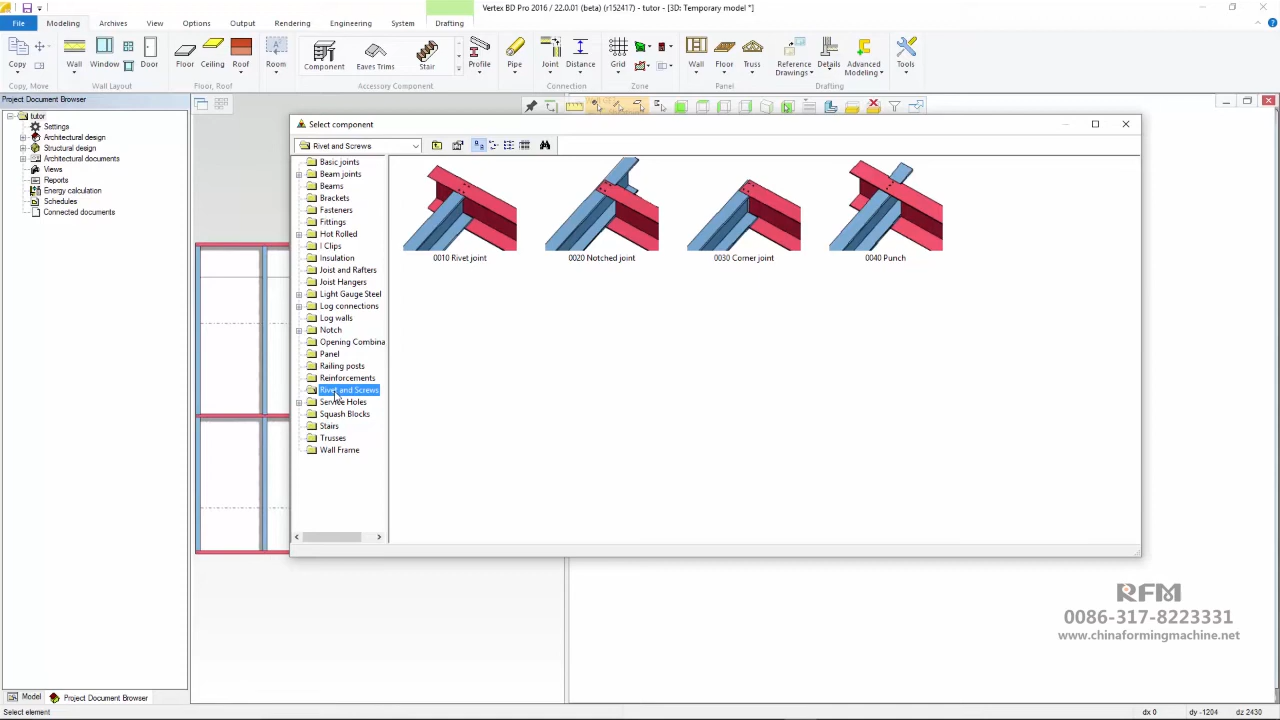 Vertex BD Pro 2016 / 22.0.01 (beta) (r152417) - tutor - [3D: Temporary model *]
File Modeling Archives View Options Output Rendering Engineering System Drafting
Copy Wall Window Door Floor Ceiling Roof Room Component Eaves Trims Stair Profile Pipe Joint Distance Grid Wall Floor Truss Reference Drawings Details Advanced Modeling Tools
Copy, Move Wall Layout Floor, Roof Accessory Component Connection Zone
Project Document Browser
tutor
Settings
Architectural design
Structural design
Architectural documents
Views
Reports
Energy calculation
Schedules
Connected documents
Select component
Rivet and Screws
Basic joints
Beam joints
Beams
Brackets
Fasteners
Fittings
Hot Rolled
I Clips
Insulation
Joist and Rafters
Joist Hangers
Light Gauge Steel
Log connections
Log walls
Notch
Opening Combina
Panel
Railing posts
Reinforcements
Rivet and Screws
Service Holes
Squash Blocks
Stairs
Trusses
Wall Frame
0010 Rivet joint 0020 Notched joint 0030 Corner joint 0040 Punch
RFM
0086-317-8223331
www.chinaformingmachine.net
Model Project Document Browser
Select element dx 0 dy -1204 dz 2430